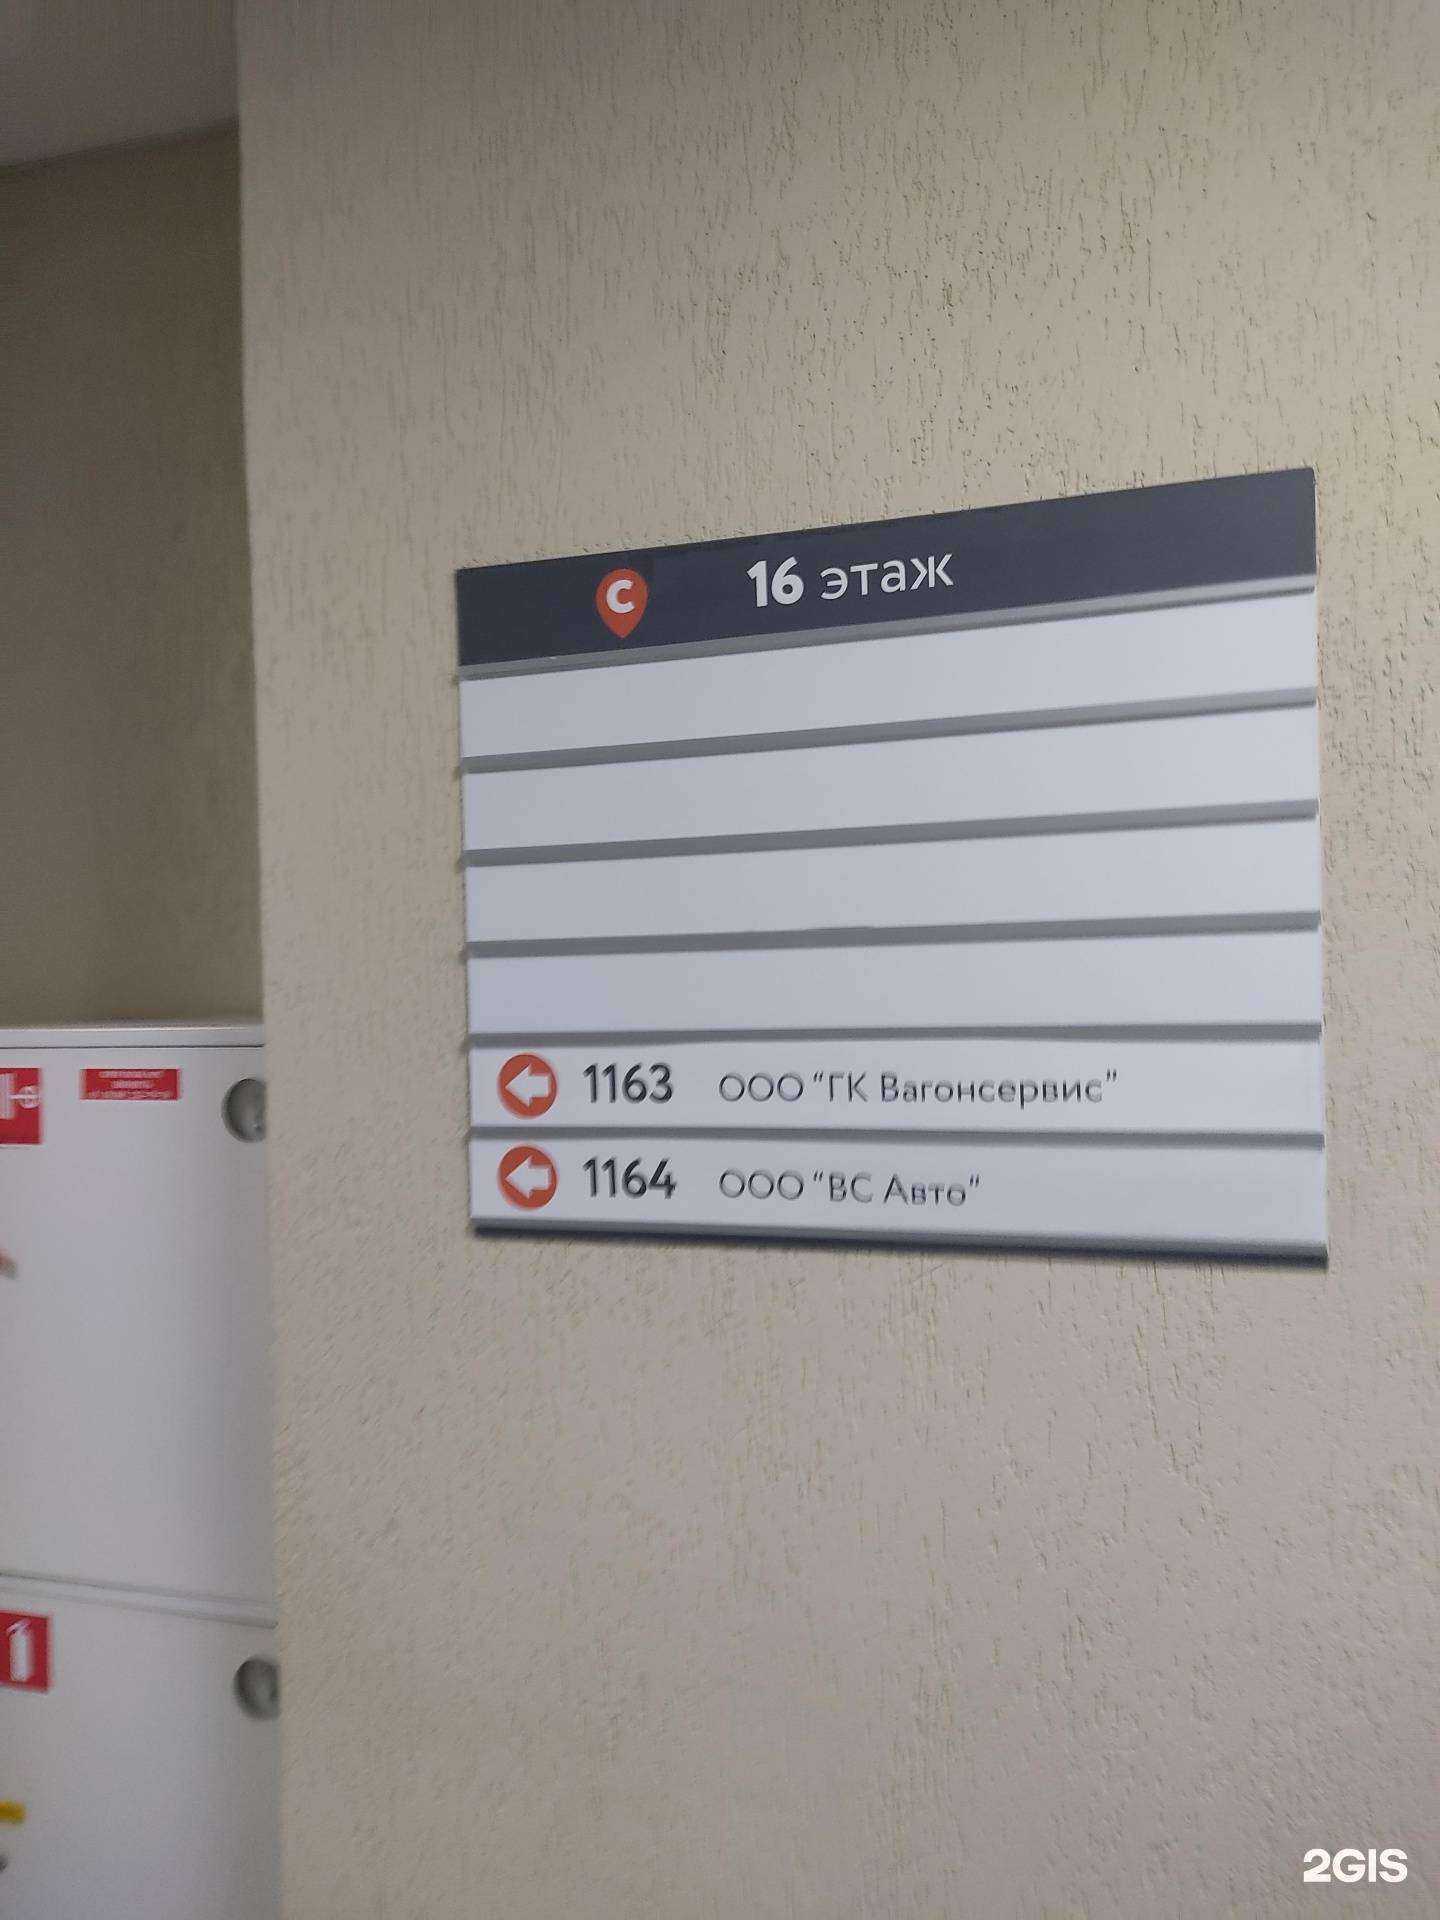 С 16 этаж
1163 ООО "ГК Вагонсервис"
1164 ООО "ВС Авто"
2GIS